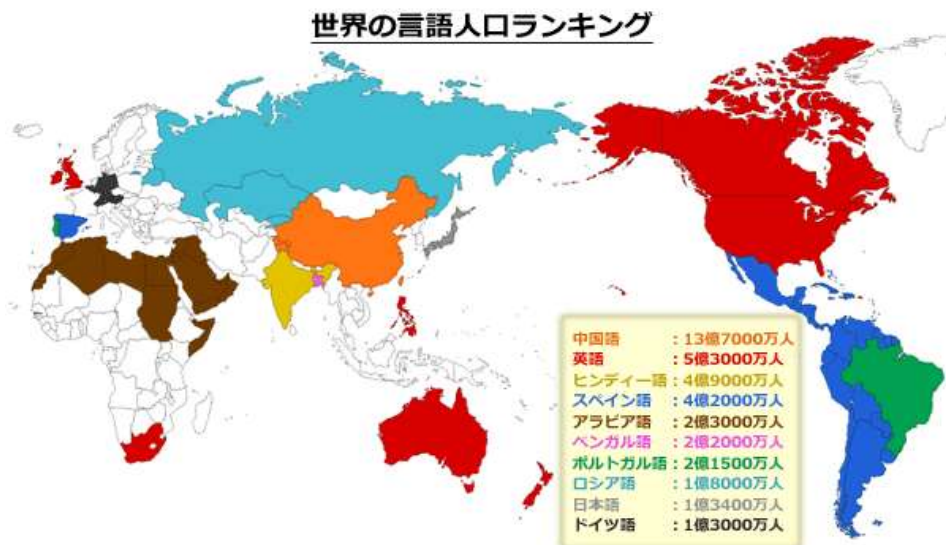 世界の言語人口ランキング
中国語 : 13億7000万人
英語 : 5億3000万人
ヒンディー語 : 4億9000万人
スペイン語 : 4億2000万人
アラビア語 : 2億3000万人
ベンガル語 : 2億2000万人
ポルトガル語 : 2億1500万人
ロシア語 : 1億8000万人
日本語 : 1億3400万人
ドイツ語 : 1億3000万人